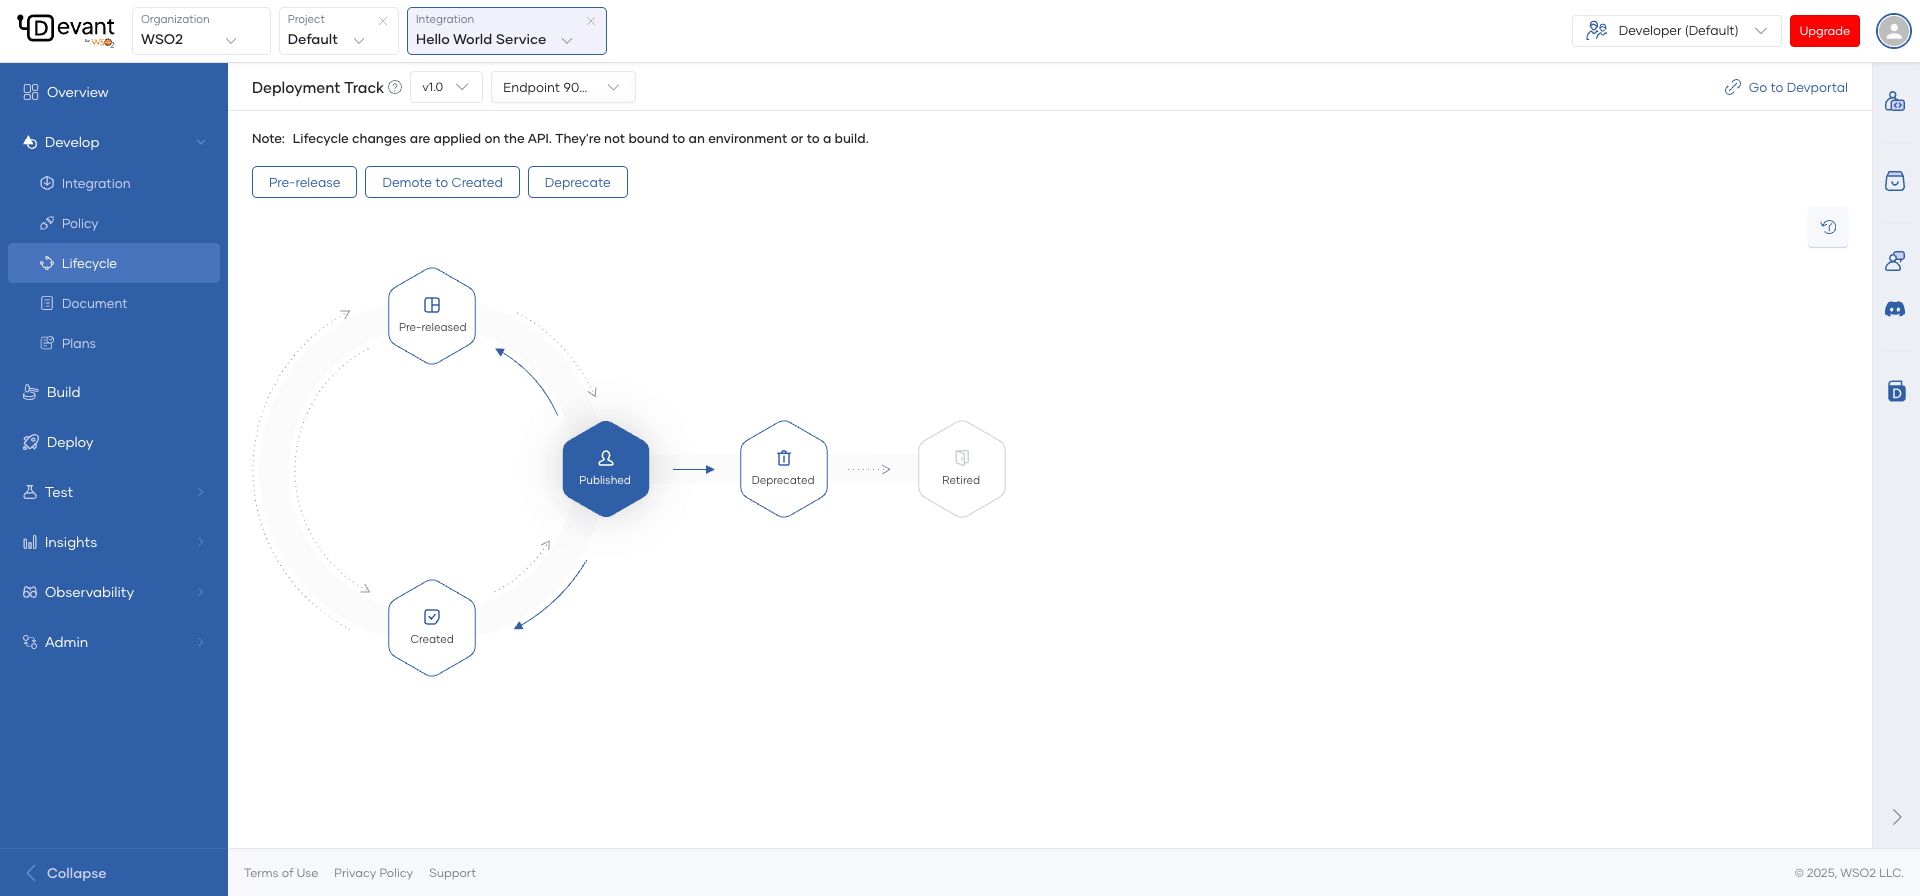 Devant
by WSO2
Organization
WSO2
Project
Default
Integration
Hello World Service
Developer (Default)
Upgrade
Overview
Develop
Integration
Policy
Lifecycle
Document
Plans
Build
Deploy
Test
Insights
Observability
Admin
Collapse
Deployment Track
v1.0
Endpoint 90...
Go to Devportal
Note: Lifecycle changes are applied on the API. They're not bound to an environment or to a build.
Pre-release
Demote to Created
Deprecate
Pre-released
Published
Deprecated
Retired
Created
D
Terms of Use
Privacy Policy
Support
© 2025, WSO2 LLC.